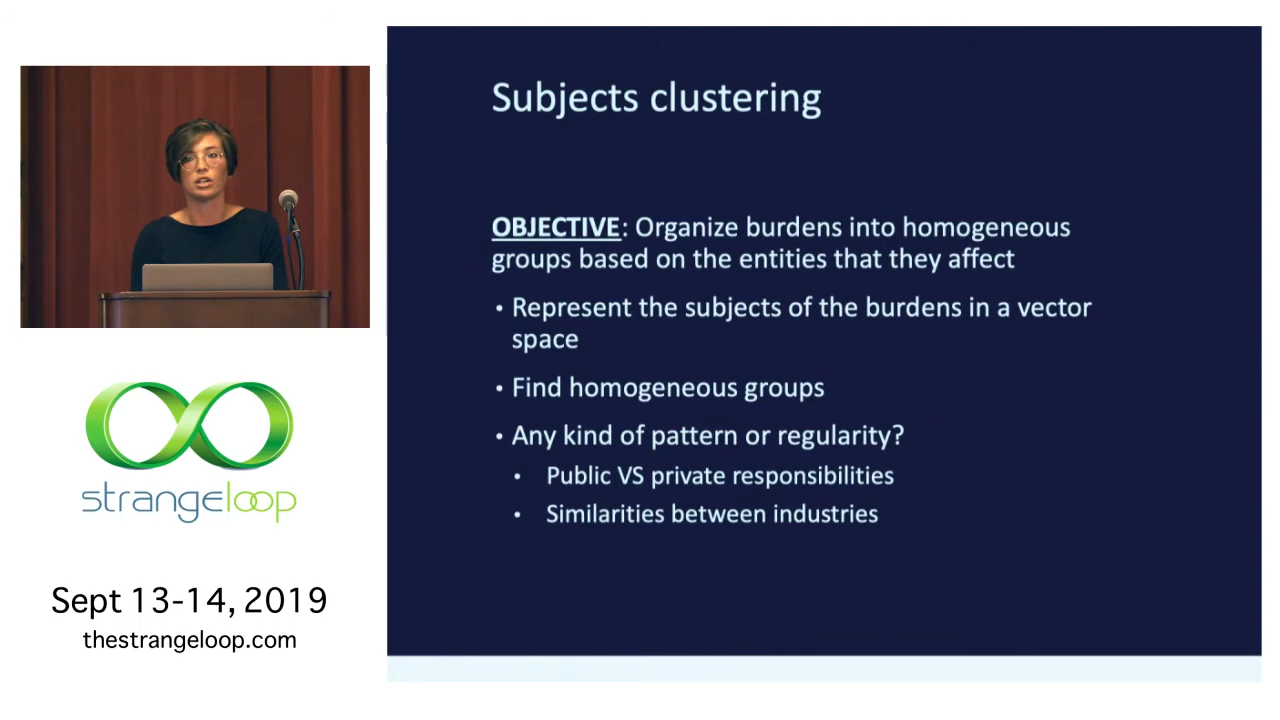 Subjects clustering
OBJECTIVE: Organize burdens into homogeneous
groups based on the entities that they affect
• Represent the subjects of the burdens in a vector
space
• Find homogeneous groups
• Any kind of pattern or regularity?
• Public VS private responsibilities
• Similarities between industries
strangeloop
Sept 13-14, 2019
thestrangeloop.com